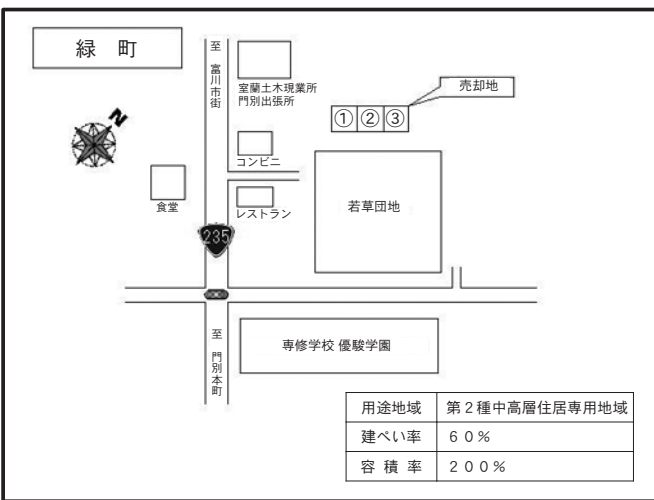 緑 町
N
至 富川市街
室蘭土木現業所
門別出張所
売却地
① ② ③
コンビニ
食堂
レストラン
若草団地
235
至 門別本町
専修学校 優駿学園
用途地域 第2種中高層住居専用地域
建ぺい率 60%
容積率 200%